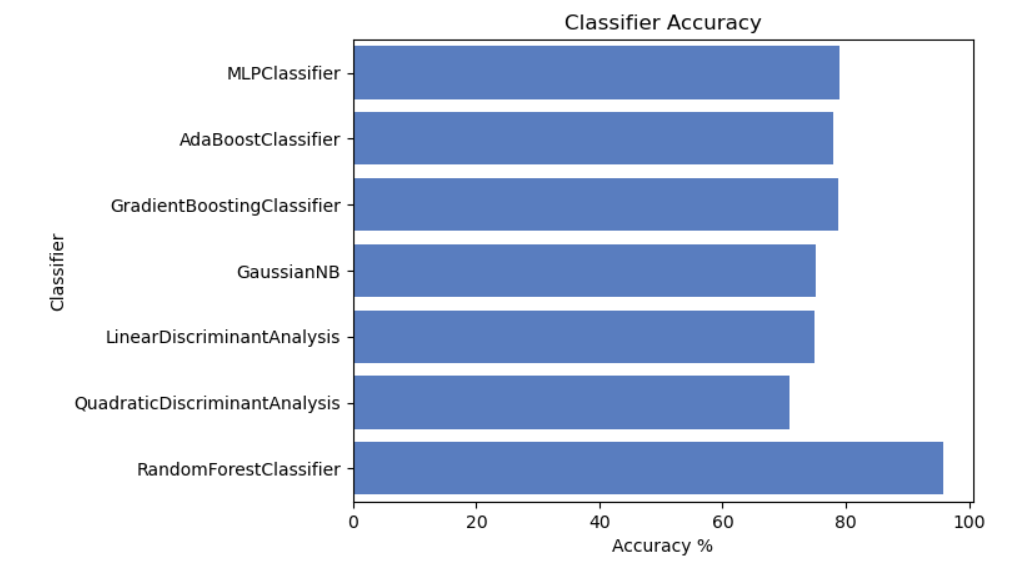 Classifier Accuracy
MLPClassifier
AdaBoostClassifier
GradientBoostingClassifier
GaussianNB
LinearDiscriminantAnalysis
QuadraticDiscriminantAnalysis
RandomForestClassifier
Classifier
0 20 40 60 80 100
Accuracy %